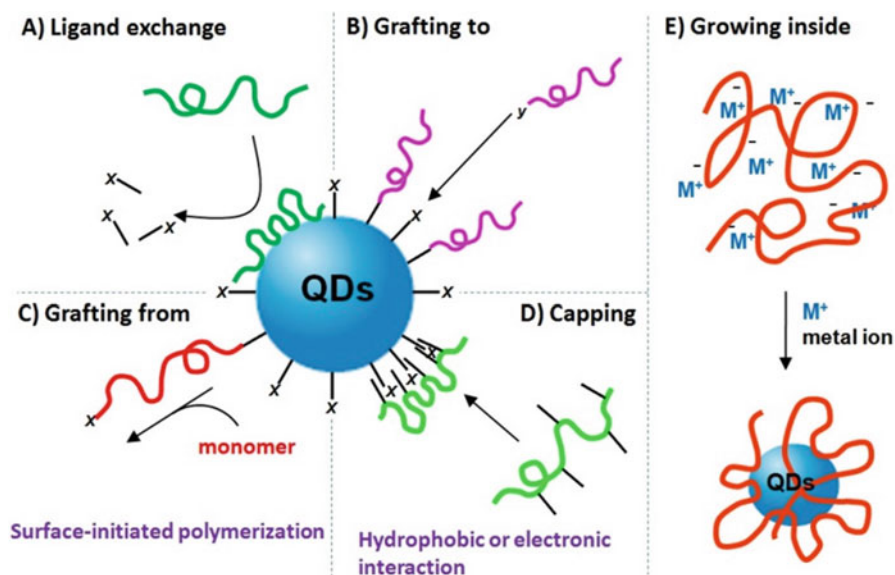 A) Ligand exchange
x
x
x
B) Grafting to
y
x
x
x
x
QDs
C) Grafting from
x
x
x
x
monomer
Surface-initiated polymerization
D) Capping
x
x
x
Hydrophobic or electronic
interaction
E) Growing inside
M⁺
M⁺
M⁺
M⁺
M⁺
M⁺
M⁺
M⁺
- - - - - - - -
M⁺
metal ion
QDs